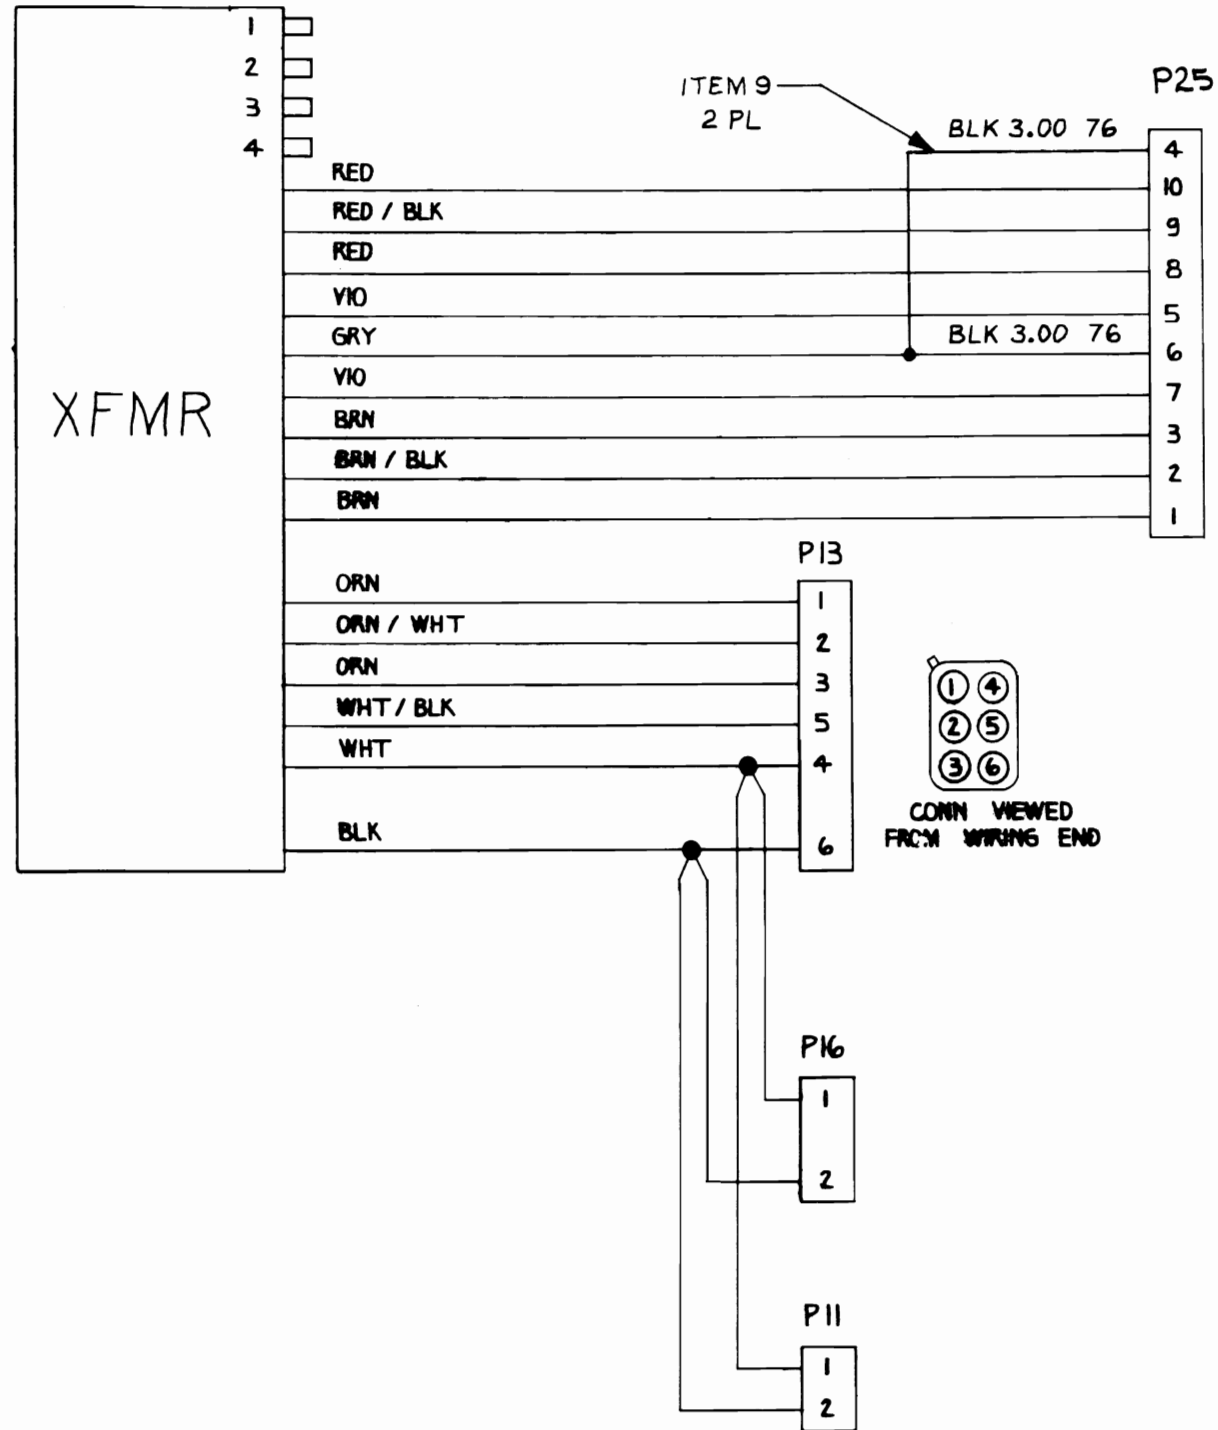 1
2
3
4
XFMR
ITEM 9
2 PL
P25
BLK 3.00 76
4
RED
10
RED / BLK
9
RED
8
VIO
5
GRY
BLK 3.00 76
6
VIO
7
BRN
3
BRN / BLK
2
BRN
1
P13
ORN
1
ORN / WHT
2
ORN
3
WHT / BLK
5
WHT
4
BLK
6
1 4
2 5
3 6
CONN VIEWED
FROM WIRING END
P16
1
2
P11
1
2